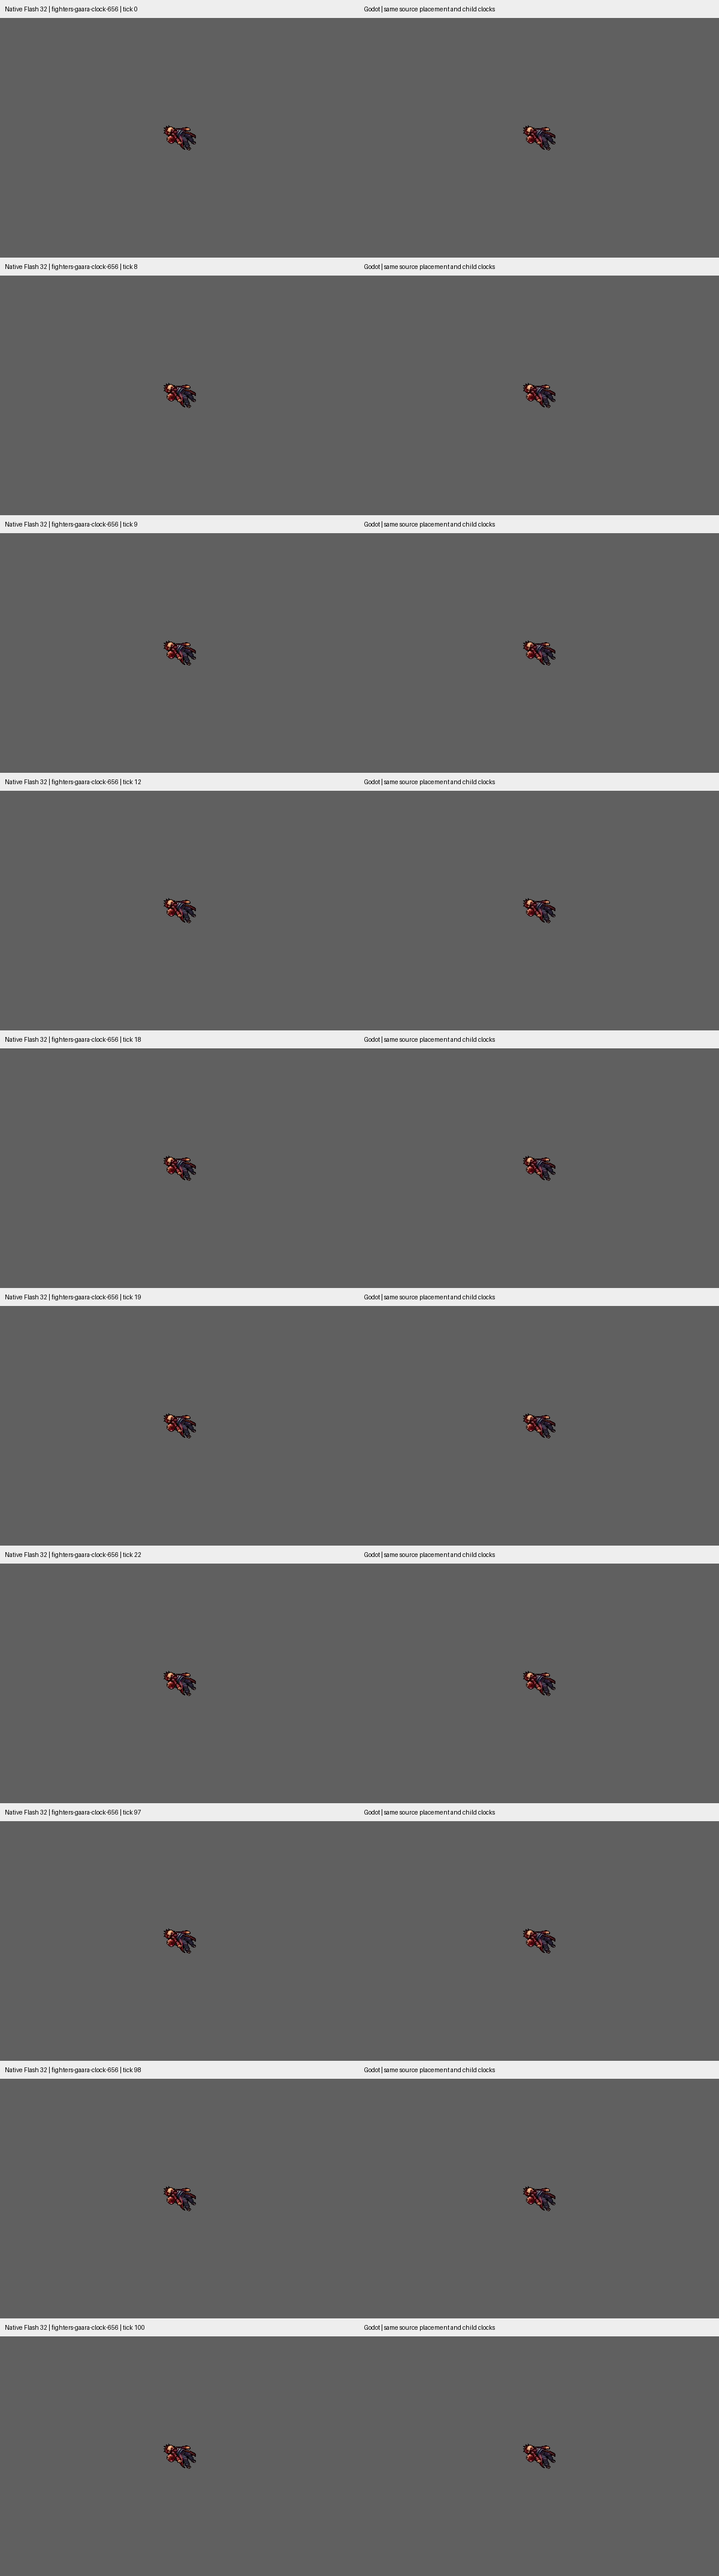 Native Flash 32 | fighters-gaara-clock-656 | tick 0
Godot | same source placement and child clocks
Native Flash 32 | fighters-gaara-clock-656 | tick 8
Godot | same source placement and child clocks
Native Flash 32 | fighters-gaara-clock-656 | tick 9
Godot | same source placement and child clocks
Native Flash 32 | fighters-gaara-clock-656 | tick 12
Godot | same source placement and child clocks
Native Flash 32 | fighters-gaara-clock-656 | tick 18
Godot | same source placement and child clocks
Native Flash 32 | fighters-gaara-clock-656 | tick 19
Godot | same source placement and child clocks
Native Flash 32 | fighters-gaara-clock-656 | tick 22
Godot | same source placement and child clocks
Native Flash 32 | fighters-gaara-clock-656 | tick 97
Godot | same source placement and child clocks
Native Flash 32 | fighters-gaara-clock-656 | tick 98
Godot | same source placement and child clocks
Native Flash 32 | fighters-gaara-clock-656 | tick 100
Godot | same source placement and child clocks